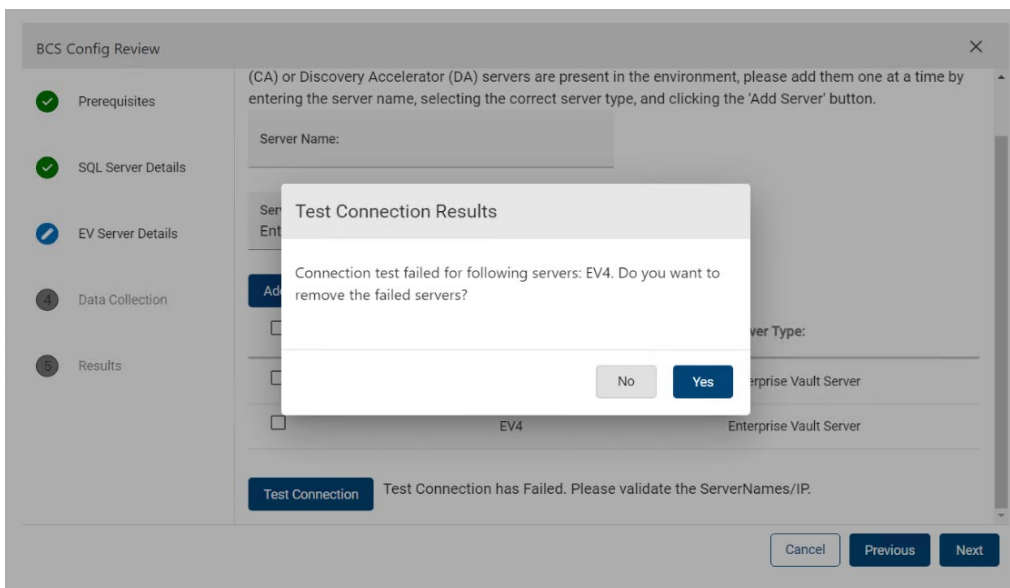 BCS Config Review
(CA) or Discovery Accelerator (DA) servers are present in the environment, please add them one at a time by
entering the server name, selecting the correct server type, and clicking the 'Add Server' button.
Prerequisites
Server Name:
SQL Server Details
Ser
Ent
EV Server Details
Test Connection Results
Connection test failed for following servers: EV4. Do you want to
remove the failed servers?
No
Yes
Ad
4
Data Collection
ver Type:
5
Results
erprise Vault Server
EV4
Enterprise Vault Server
Test Connection
Test Connection has Failed. Please validate the ServerNames/IP.
Cancel
Previous
Next